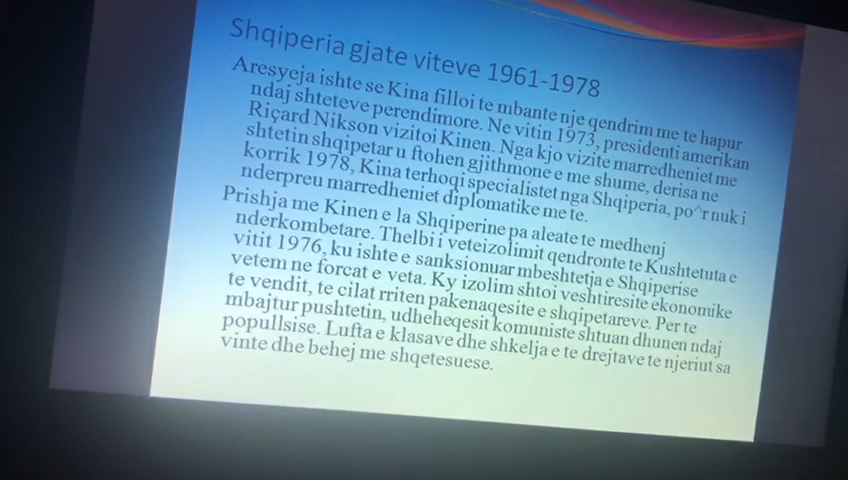 Shqiperia gjate viteve 1961-1978
Aresyeja ishte se Kina filloi te mbante nje qendrim me te hapur
ndaj shteteve perendimore. Ne vitin 1973, presidenti amerikan
Riçard Nikson vizitoi Kinen. Nga kjo vizite marredheniet me
shtetin shqipetar u ftohen gjithmone e me shume, derisa ne
korrik 1978, Kina terhoqi specialistet nga Shqiperia, po^r nuk i
nderpreu marredheniet diplomatike me te.
Prishja me Kinen e la Shqiperine pa aleate te medhenj
nderkombetare. Thelbi i veteizolimit qendronte te Kushtetuta e
vitit 1976, ku ishte e sanksionuar mbeshtetja e Shqiperise
vetem ne forcat e veta. Ky izolim shtoi veshtiresite ekonomike
te vendit, te cilat rriten pakenaqesite e shqipetareve. Per te
mbajtur pushtetin, udheheqesit komuniste shtuan dhunen ndaj
popullsise. Lufta e klasave dhe shkelja e te drejtave te njeriut sa
vinte dhe behej me shqetesuese.